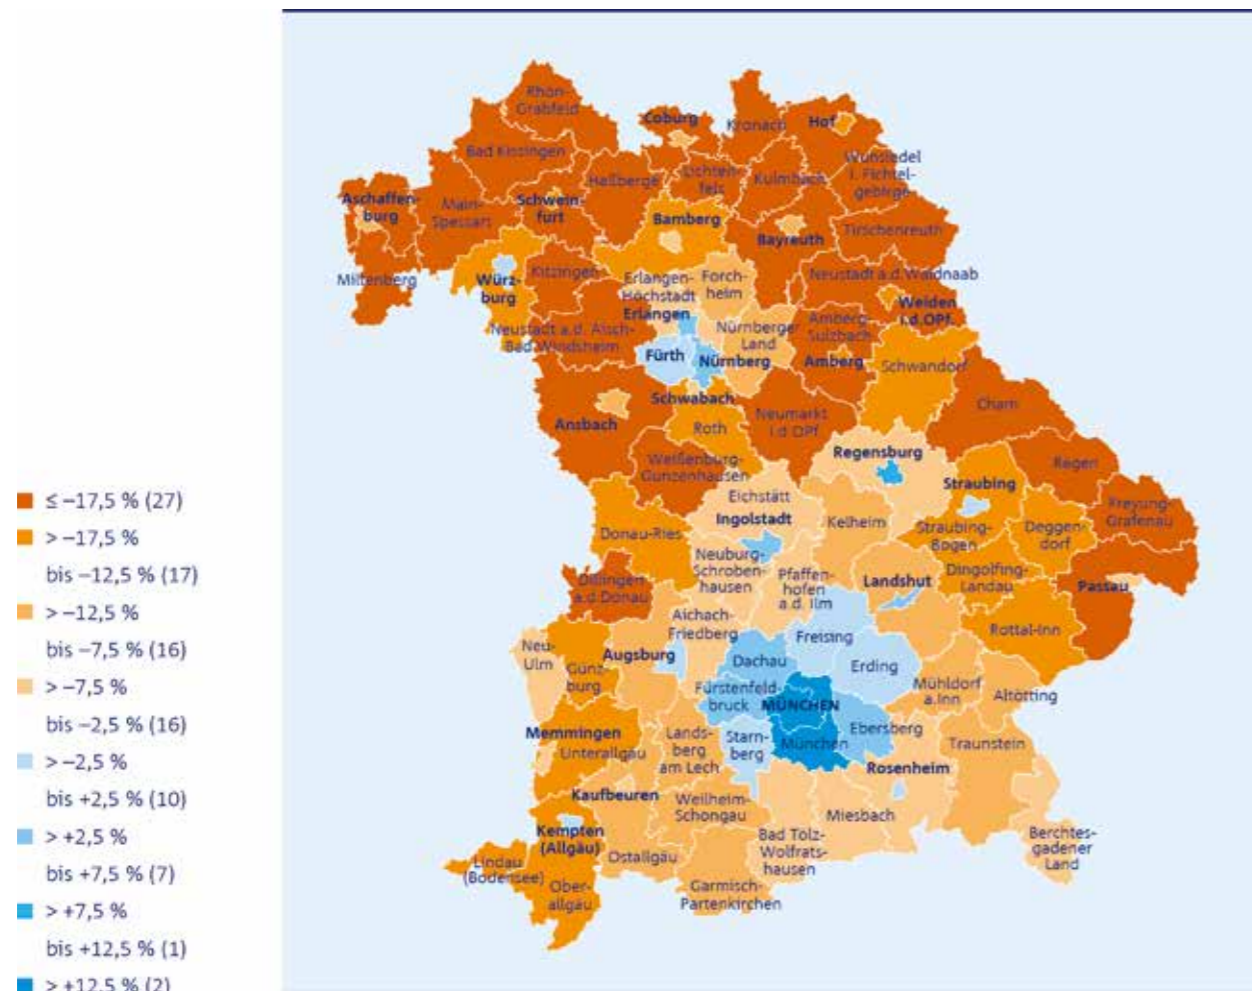 ≤ −17,5 % (27)
> −17,5 %
bis −12,5 % (17)
> −12,5 %
bis −7,5 % (16)
> −7,5 %
bis −2,5 % (16)
> −2,5 %
bis +2,5 % (10)
> +2,5 %
bis +7,5 % (7)
> +7,5 %
bis +12,5 % (1)
> +12,5 % (2)
Rhön-
Grabfeld
Coburg
Kronach
Hof
Bad Kissingen
Haßberge
Lichten-
fels
Kulmbach
Wunsiedel
i. Fichtel-
gebirge
Aschaffen-
burg
Main-
Spessart
Schwein-
furt
Bamberg
Bayreuth
Tirschenreuth
Miltenberg
Würz-
burg
Kitzingen
Erlangen-
Höchstadt
Forch-
heim
Neustadt a.d.Waldnaab
Erlangen
Weiden
i.d.OPf.
Neustadt a.d. Aisch-
Bad Windsheim
Nürnberger
Land
Amberg-
Sulzbach
Fürth
Nürnberg
Amberg
Schwandorf
Schwabach
Ansbach
Roth
Neumarkt
i.d.OPf
Cham
Weißenburg-
Gunzenhausen
Regensburg
Regen
Eichstätt
Straubing
Ingolstadt
Kelheim
Freyung-
Grafenau
Donau-Ries
Straubing-
Bogen
Deggen-
dorf
Neuburg-
Schroben-
hausen
Pfaffen-
hofen
a.d. Ilm
Landshut
Dingolfing-
Landau
Passau
Dillingen
a.d.Donau
Aichach-
Friedberg
Rottal-Inn
Neu-
Ulm
Günz-
burg
Augsburg
Freising
Dachau
Erding
Mühldorf
a.Inn
Altötting
Fürstenfeld-
bruck
MÜNCHEN
Memmingen
Unterallgäu
Lands-
berg
am Lech
Starn-
berg
München
Ebersberg
Traunstein
Rosenheim
Kaufbeuren
Weilheim-
Schongau
Miesbach
Kempten
(Allgäu)
Ostallgäu
Bad Tölz-
Wolfrats-
hausen
Berchtes-
gadener
Land
Lindau
(Bodensee)
Ober-
allgäu
Garmisch-
Partenkirchen